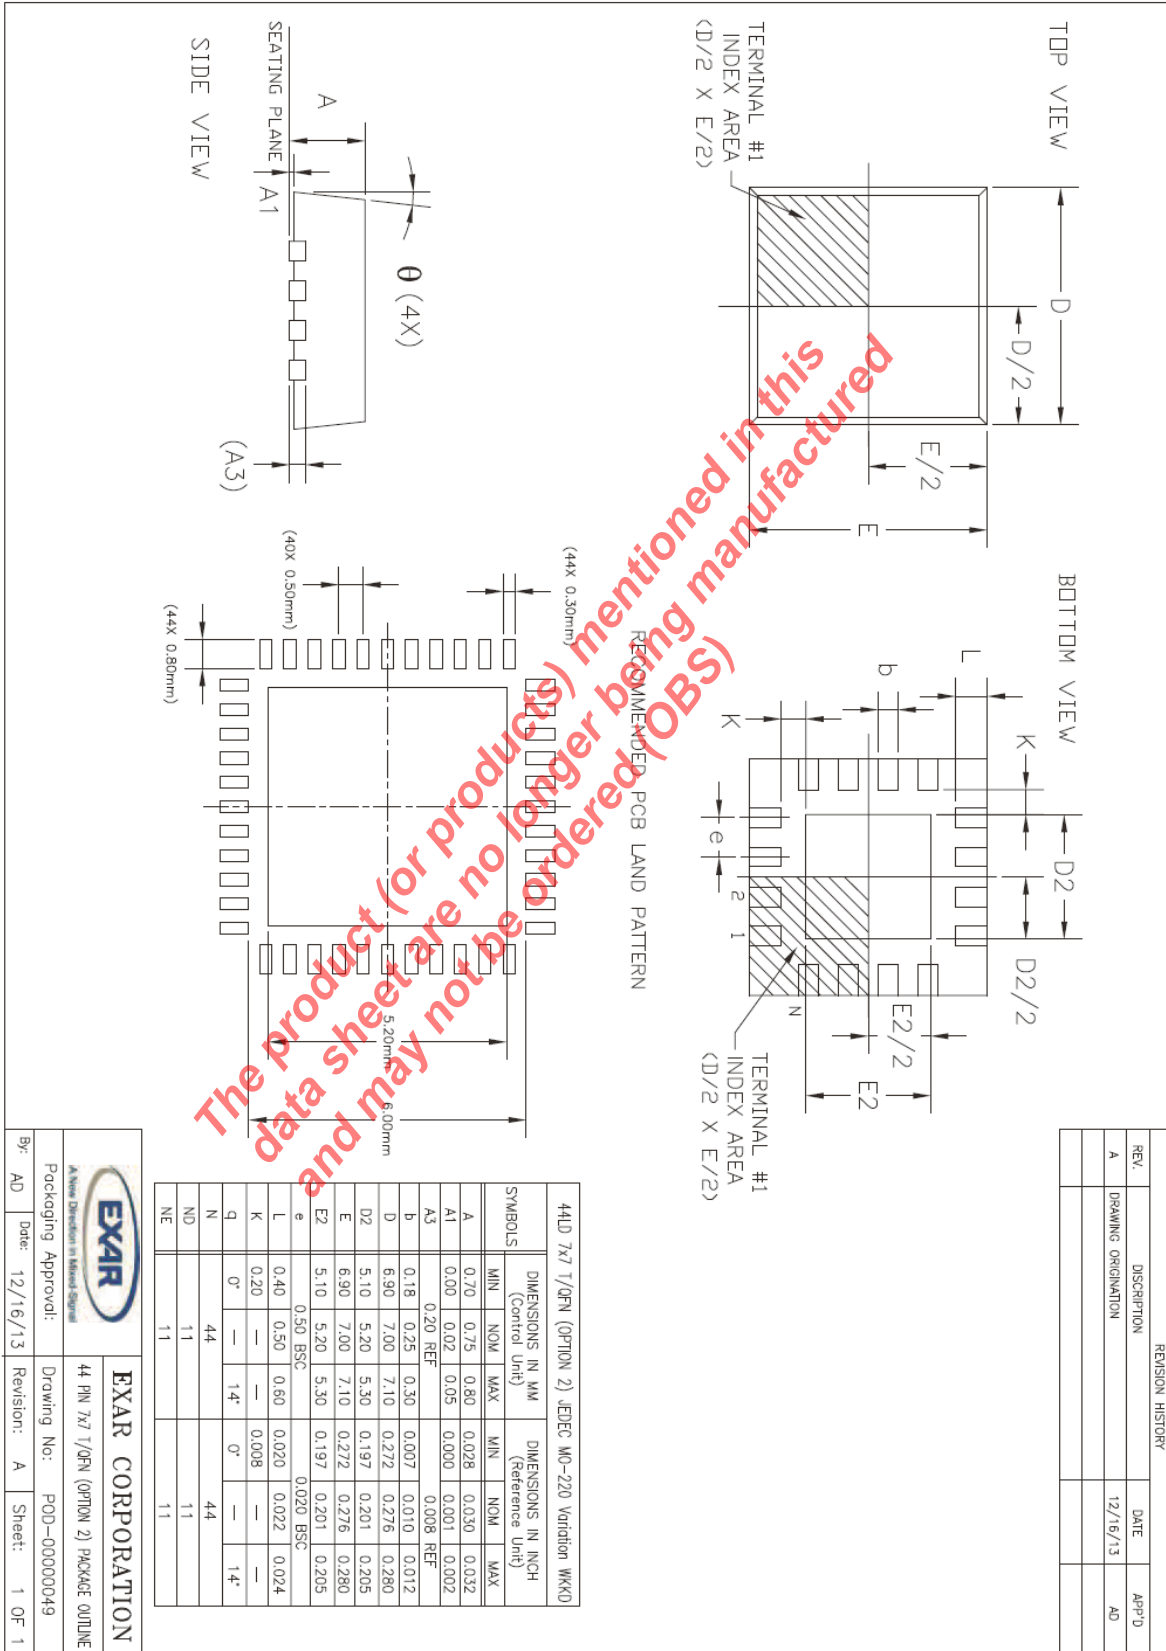 REVISION HISTORY
REV. DISCRIPTION DATE APP'D
A DRAWING ORIGINATION 12/16/13 AD
TOP VIEW
D
D/2
E/2
E
TERMINAL #1
INDEX AREA
(D/2 X E/2)
BOTTOM VIEW
L
b
K
K
e
D2
D2/2
E2/2
E2
2
1
N
TERMINAL #1
INDEX AREA
(D/2 X E/2)
SIDE VIEW
SEATING PLANE
A
A1
θ (4X)
(A3)
RECOMMENDED PCB LAND PATTERN
(44X 0.30mm)
(40X 0.50mm)
(44X 0.80mm)
5.20mm
6.00mm
The product (or products) mentioned in this
data sheet are no longer being manufactured
and may not be ordered (OBS)
44LD 7x7 T/QFN (OPTION 2) JEDEC MO-220 Variation WKKD
SYMBOLS DIMENSIONS IN MM (Control Unit) DIMENSIONS IN INCH (Reference Unit)
MIN NOM MAX MIN NOM MAX
A 0.70 0.75 0.80 0.028 0.030 0.032
A1 0.00 0.02 0.05 0.000 0.001 0.002
A3 0.20 REF 0.008 REF
b 0.18 0.25 0.30 0.007 0.010 0.012
D 6.90 7.00 7.10 0.272 0.276 0.280
D2 5.10 5.20 5.30 0.197 0.201 0.205
E 6.90 7.00 7.10 0.272 0.276 0.280
E2 5.10 5.20 5.30 0.197 0.201 0.205
e 0.50 BSC 0.020 BSC
L 0.40 0.50 0.60 0.020 0.022 0.024
K 0.20 — — 0.008 — —
q 0° — 14° 0° — 14°
N 44 44
ND 11 11
NE 11 11
EXAR
A New Direction in Mixed-Signal
EXAR CORPORATION
44 PIN 7x7 T/QFN (OPTION 2) PACKAGE OUTLINE
Packaging Approval: Drawing No: POD-00000049
By: AD Date: 12/16/13 Revision: A Sheet: 1 OF 1